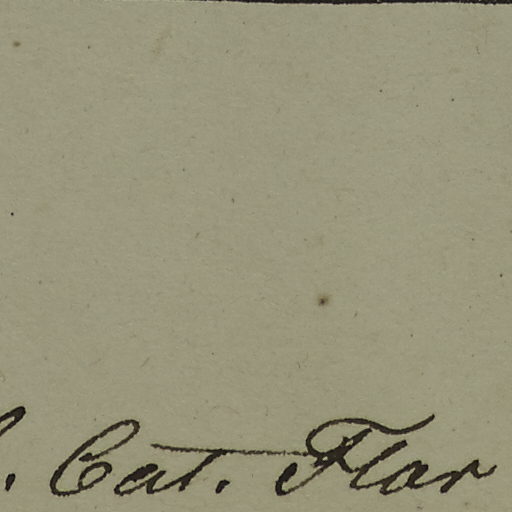 . Cat. Flor